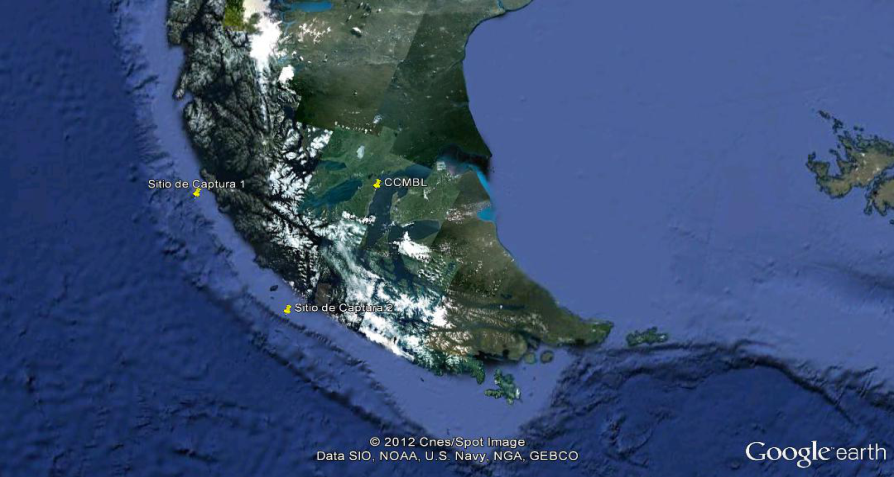 Sitio de Captura 1
CCMBL
Sitio de Captura 2
© 2012 Cnes/Spot Image
Data SIO, NOAA, U.S. Navy, NGA, GEBCO
Google earth